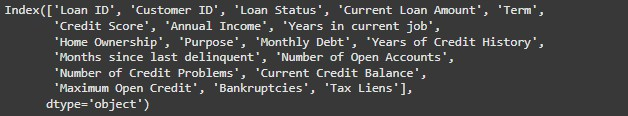 Index(['Loan ID', 'Customer ID', 'Loan Status', 'Current Loan Amount', 'Term',
'Credit Score', 'Annual Income', 'Years in current job',
'Home Ownership', 'Purpose', 'Monthly Debt', 'Years of Credit History',
'Months since last delinquent', 'Number of Open Accounts',
'Number of Credit Problems', 'Current Credit Balance',
'Maximum Open Credit', 'Bankruptcies', 'Tax Liens'],
dtype='object')